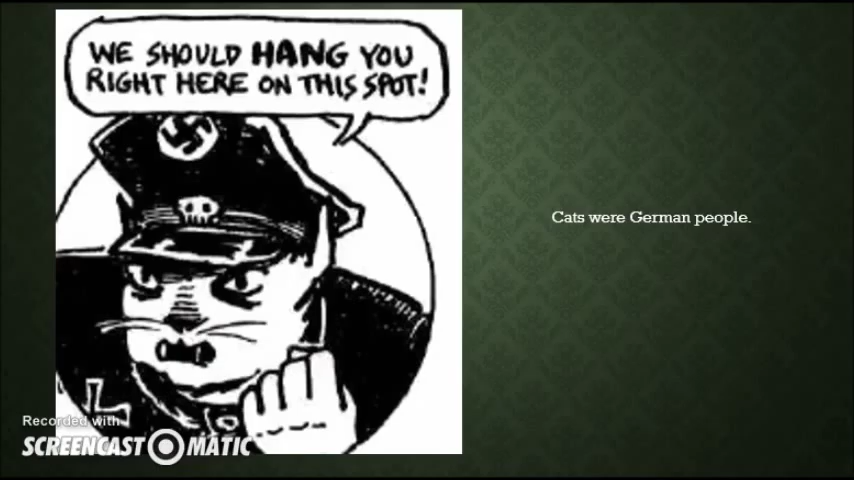 WE SHOULD HANG YOU
RIGHT HERE ON THIS SPOT!
Cats were German people.
Recorded with
SCREENCAST MATIC